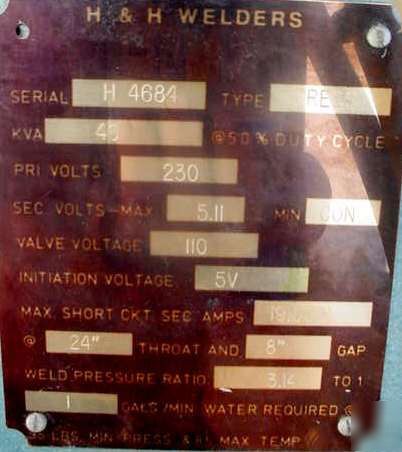 H & H WELDERS
SERIAL H 4684 TYPE
KVA 45 @ 50 % DUTY CYCLE
PRI VOLTS 230
SEC VOLTS-MAX 5.11 MIN
VALVE VOLTAGE 110
INITIATION VOLTAGE 5V
MAX. SHORT CKT. SEC AMPS
@ 24" THROAT AND 8" GAP
WELD PRESSURE RATIO 3.14 TO 1
1 GALS/MIN. WATER REQUIRED @
35 LBS. MIN. PRESS. & MAX. TEMP.